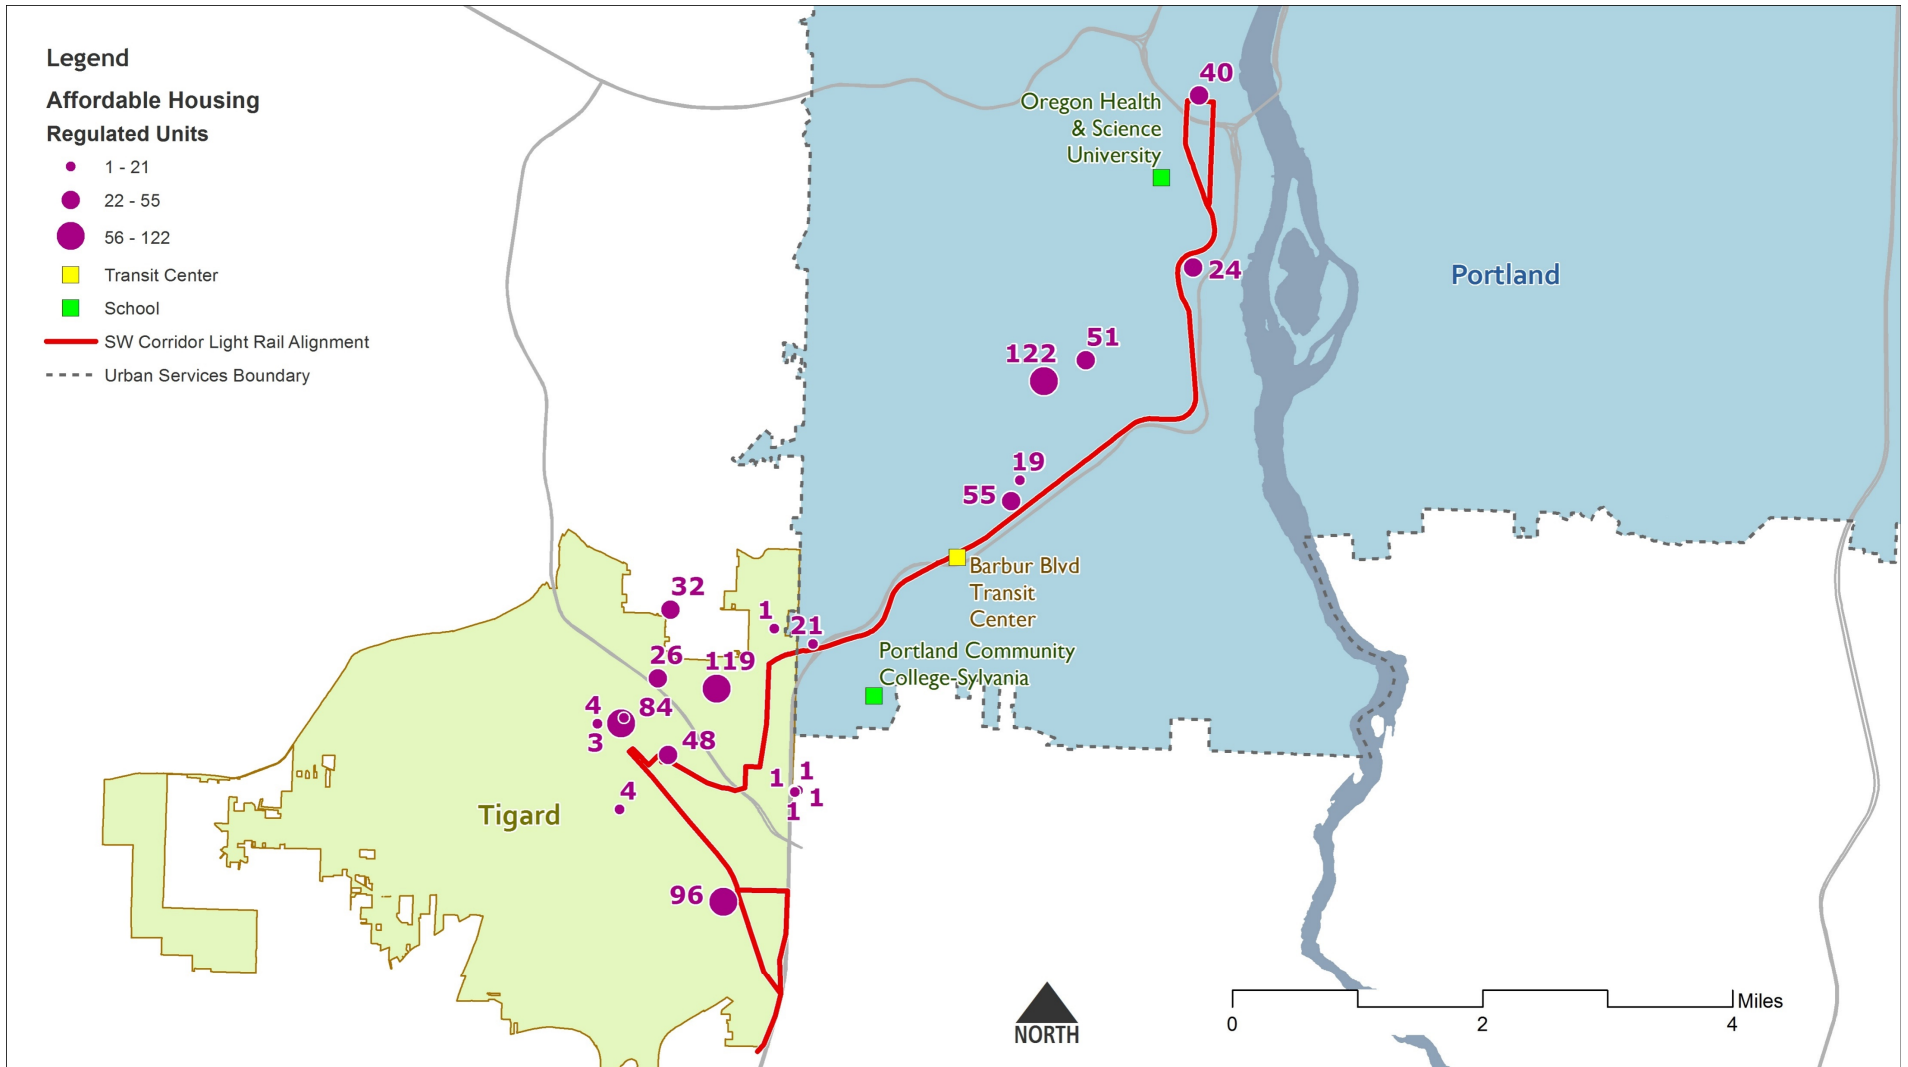 Legend
Affordable Housing
Regulated Units
1 - 21
22 - 55
56 - 122
Transit Center
School
SW Corridor Light Rail Alignment
Urban Services Boundary
40
Oregon Health
& Science
University
24
Portland
51
122
19
55
Barbur Blvd
Transit
Center
32
1
21
Portland Community
College-Sylvania
26
119
4
84
3
48
1
1
1
1
4
Tigard
96
NORTH
Miles
0
2
4